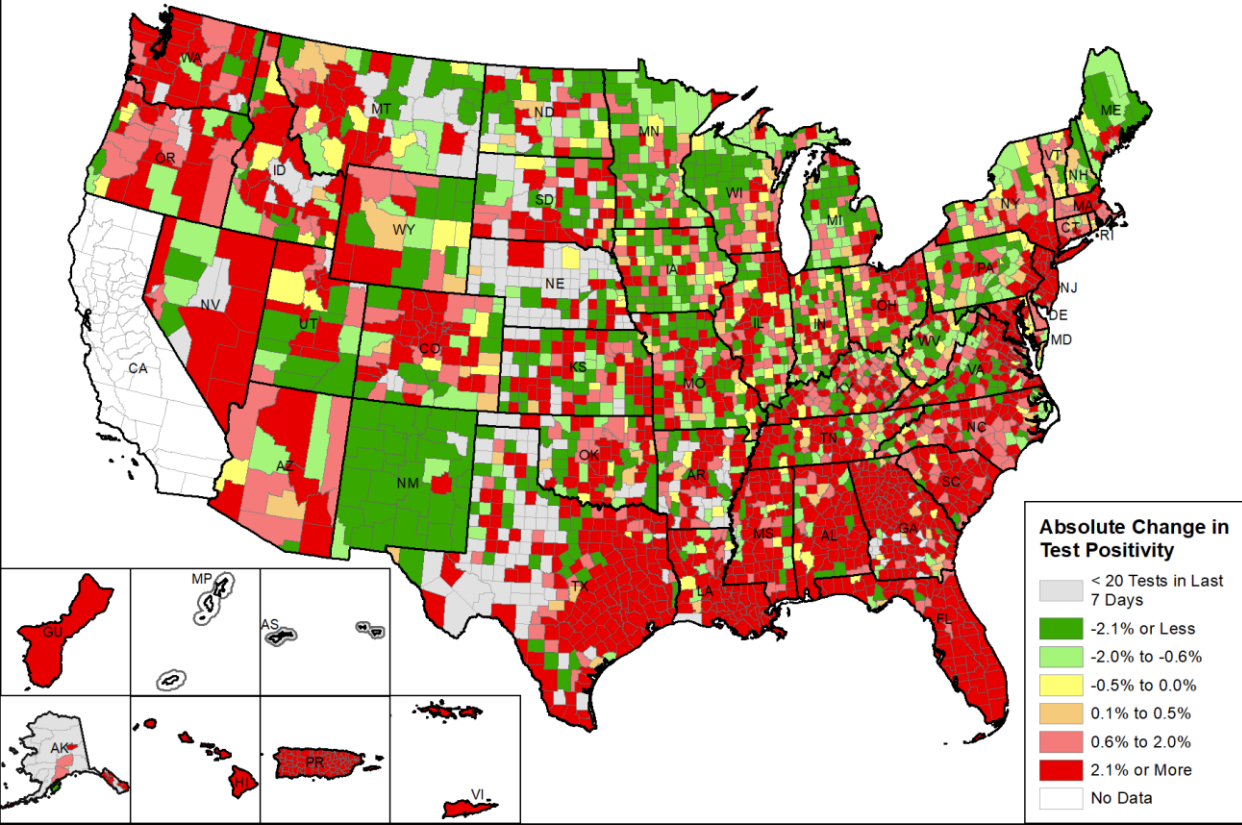 WA
MT
ND
MN
ME
OR
ID
SD
WI
VT
NH
NY
MA
CT
RI
MI
WY
IA
NE
PA
NJ
NV
UT
CO
IL
IN
OH
DE
MD
WV
VA
CA
KS
MO
KY
NC
TN
OK
AR
SC
AZ
NM
MS
AL
GA
TX
LA
FL
GU
MP
AS
AK
HI
PR
VI
Absolute Change in
Test Positivity
< 20 Tests in Last
7 Days
-2.1% or Less
-2.0% to -0.6%
-0.5% to 0.0%
0.1% to 0.5%
0.6% to 2.0%
2.1% or More
No Data